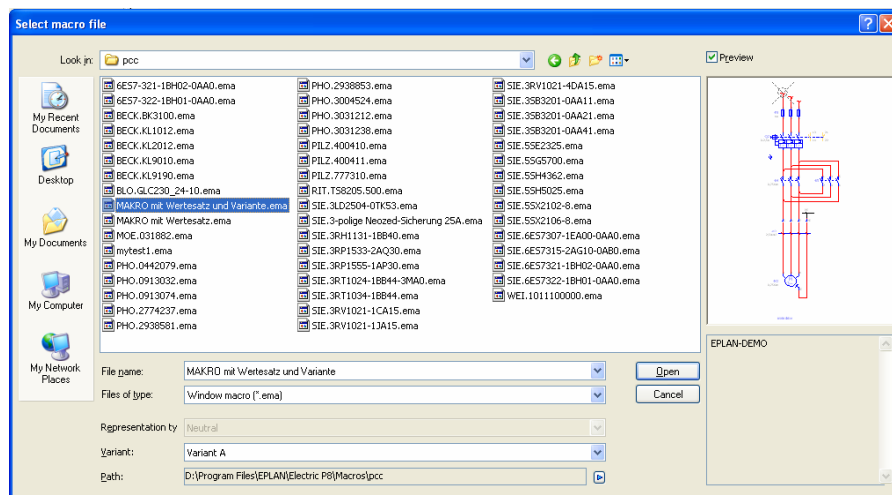 Select macro file
Look in:
pcc
Preview
My Recent
Documents
Desktop
My Documents
My Computer
My Network
Places
6ES7-321-1BH02-0AA0.ema
6ES7-322-1BH01-0AA0.ema
BECK.BK3100.ema
BECK.KL1012.ema
BECK.KL2012.ema
BECK.KL9010.ema
BECK.KL9190.ema
BLO.GLC230_24-10.ema
MAKRO mit Wertesatz und Variante.ema
MAKRO mit Wertesatz.ema
MOE.031882.ema
mytest1.ema
PHO.0442079.ema
PHO.0913032.ema
PHO.0913074.ema
PHO.2774237.ema
PHO.2938581.ema
PHO.2938853.ema
PHO.3004524.ema
PHO.3031212.ema
PHO.3031238.ema
PILZ.400410.ema
PILZ.400411.ema
PILZ.777310.ema
RIT.TS8205.500.ema
SIE.3LD2504-0TK53.ema
SIE.3-polige Neozed-Sicherung 25A.ema
SIE.3RH1131-1BB40.ema
SIE.3RP1533-2AQ30.ema
SIE.3RP1555-1AP30.ema
SIE.3RT1024-1BB44-3MA0.ema
SIE.3RT1034-1BB44.ema
SIE.3RV1021-1CA15.ema
SIE.3RV1021-1JA15.ema
SIE.3RV1021-4DA15.ema
SIE.3SB3201-0AA11.ema
SIE.3SB3201-0AA21.ema
SIE.3SB3201-0AA41.ema
SIE.5SE2325.ema
SIE.5SG5700.ema
SIE.5SH4362.ema
SIE.5SH5025.ema
SIE.5SX2102-8.ema
SIE.5SX2106-8.ema
SIE.6ES7307-1EA00-0AA0.ema
SIE.6ES7315-2AG10-0AB0.ema
SIE.6ES7321-1BH02-0AA0.ema
SIE.6ES7322-1BH01-0AA0.ema
WEI.1011100000.ema
EPLAN-DEMO
File name:
MAKRO mit Wertesatz und Variante
Open
Files of type:
Window macro (*.ema)
Cancel
Representation ty
Neutral
Variant:
Variant A
Path:
D:\Program Files\EPLAN\Electric P8\Macros\pcc